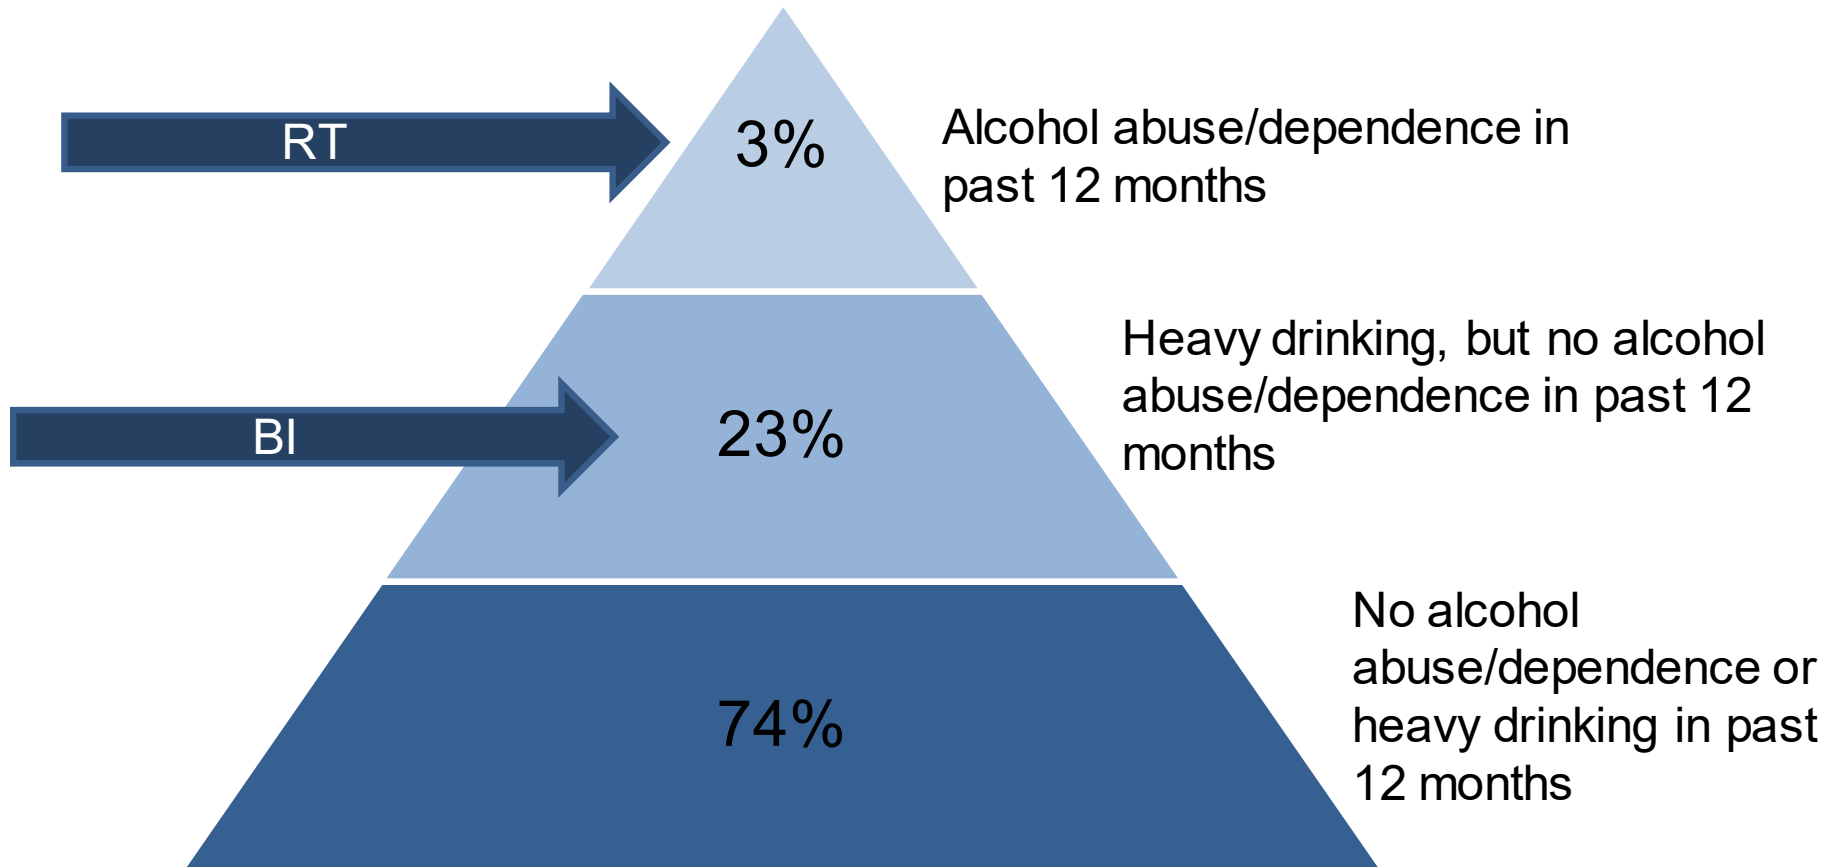 RT
3%
Alcohol abuse/dependence in
past 12 months
BI
23%
Heavy drinking, but no alcohol
abuse/dependence in past 12
months
74%
No alcohol
abuse/dependence or
heavy drinking in past
12 months